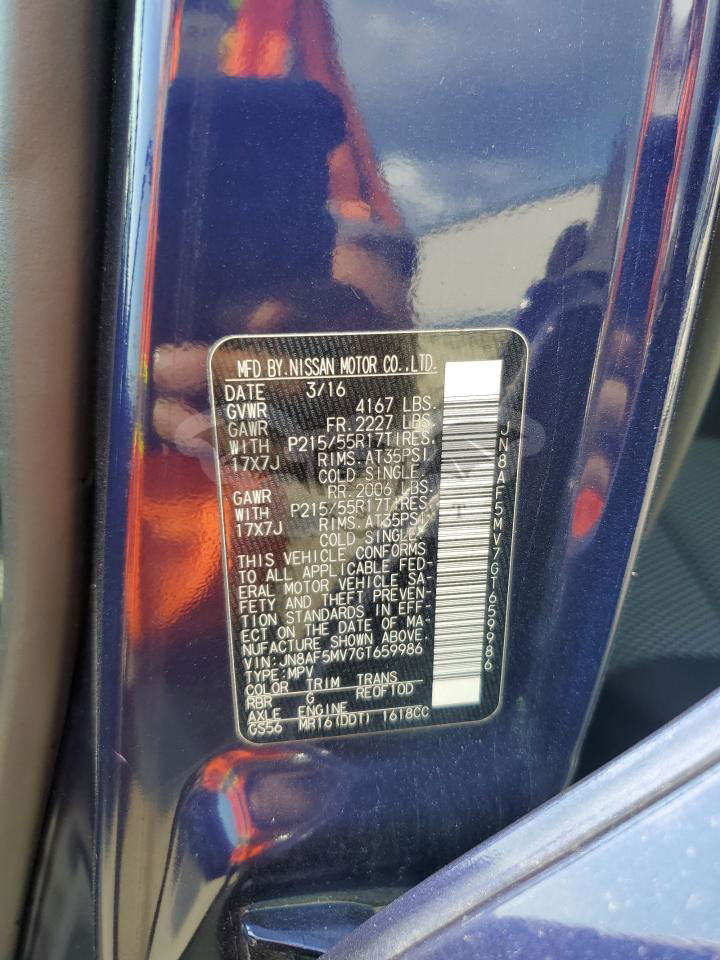 MFD BY.NISSAN MOTOR CO.,LTD.
DATE 3/16
GVWR 4167 LBS.
GAWR FR. 2227 LBS.
WITH P215/55R17TIRES.
17X7J RIMS. AT35PSI.
COLD SINGLE.
GAWR RR. 2006 LBS.
WITH P215/55R17TIRES.
17X7J RIMS. AT35PSI.
COLD SINGLE.
THIS VEHICLE CONFORMS
TO ALL APPLICABLE FED-
ERAL MOTOR VEHICLE SA-
FETY AND THEFT PREVEN-
TION STANDARDS IN EFF-
ECT ON THE DATE OF MA-
NUFACTURE SHOWN ABOVE.
VIN: JN8AF5MV7GT659986
TYPE: MPV
COLOR TRIM TRANS
RBR G RE0F10D
AXLE ENGINE
GS56 MR16(DDT) 1618CC
JN8AF5MV7GT659986